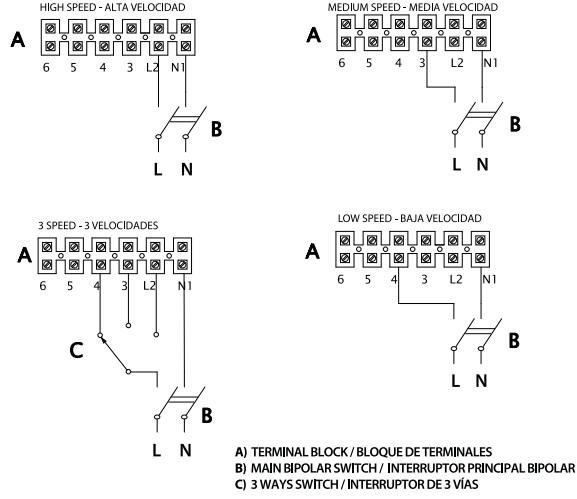 HIGH SPEED - ALTA VELOCIDAD
A
6 5 4 3 L2 N1
B
L N
MEDIUM SPEED - MEDIA VELOCIDAD
A
6 5 4 3 L2 N1
B
L N
3 SPEED - 3 VELOCIDADES
A
6 5 4 3 L2 N1
C
B
L N
LOW SPEED - BAJA VELOCIDAD
A
6 5 4 3 L2 N1
B
L N
A) TERMINAL BLOCK / BLOQUE DE TERMINALES
B) MAIN BIPOLAR SWITCH / INTERRUPTOR PRINCIPAL BIPOLAR
C) 3 WAYS SWITCH / INTERRUPTOR DE 3 VÍAS